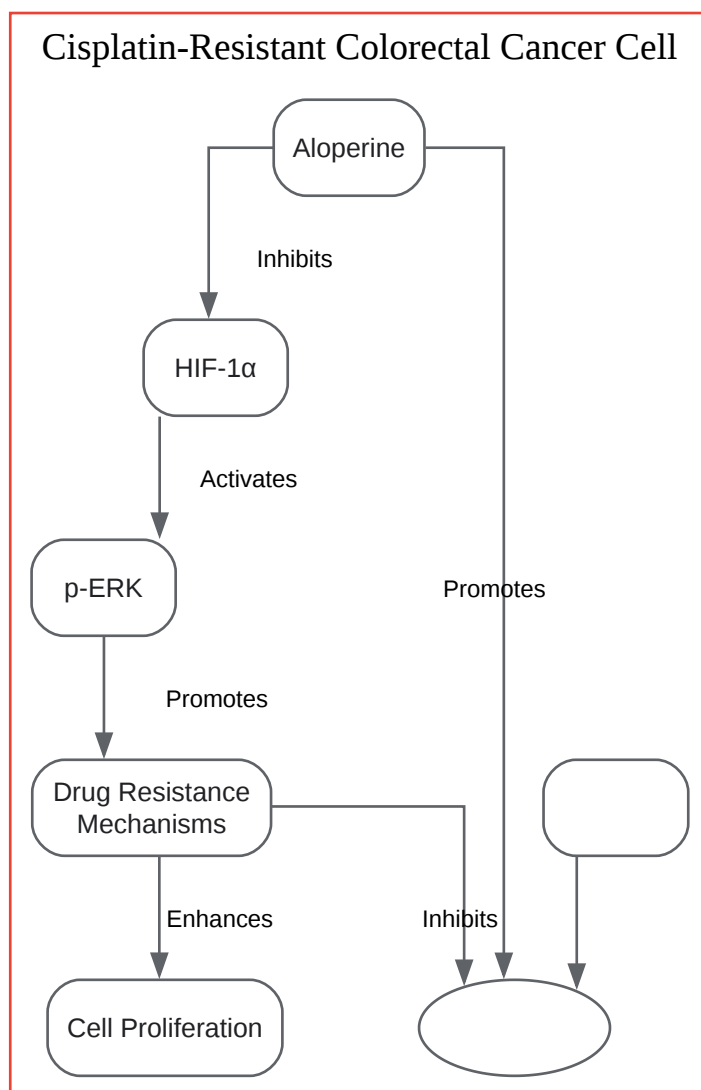 Cisplatin-Resistant Colorectal Cancer Cell
Aloperine
Inhibits
HIF-1α
Activates
p-ERK
Promotes
Promotes
Drug Resistance
Mechanisms
Enhances
Inhibits
Cell Proliferation